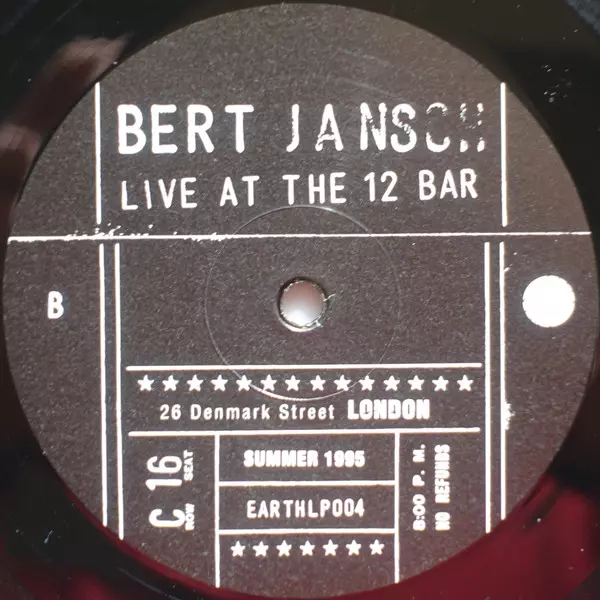 BERT JANSCH
LIVE AT THE 12 BAR
B
★★★★★★★★★★★★★★
26 Denmark Street LONDON
C 16
ROW SEAT
SUMMER 1995
EARTHLP004
★★★★★★★
8:00 P.M.
NO REFUNDS